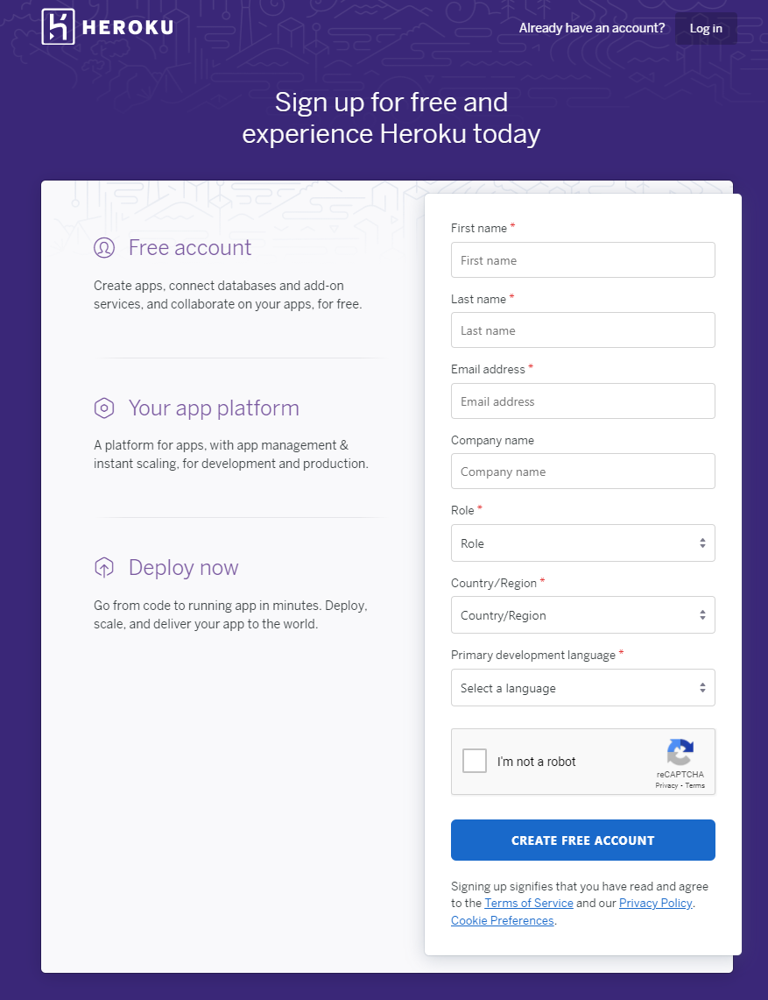 HEROKU
Already have an account?
Log in
Sign up for free and
experience Heroku today
Free account
Create apps, connect databases and add-on
services, and collaborate on your apps, for free.
Your app platform
A platform for apps, with app management &
instant scaling, for development and production.
Deploy now
Go from code to running app in minutes. Deploy,
scale, and deliver your app to the world.
First name *
First name
Last name *
Last name
Email address *
Email address
Company name
Company name
Role *
Role
Country/Region *
Country/Region
Primary development language *
Select a language
I'm not a robot
reCAPTCHA
Privacy - Terms
CREATE FREE ACCOUNT
Signing up signifies that you have read and agree
to the Terms of Service and our Privacy Policy.
Cookie Preferences.